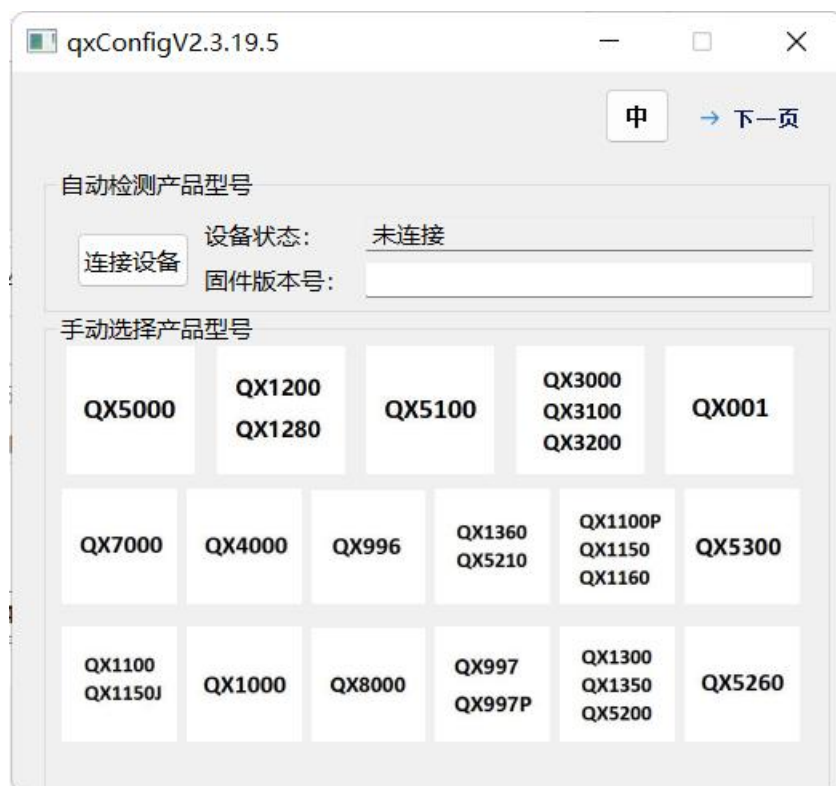 qxConfigV2.3.19.5
中
→ 下一页
自动检测产品型号
连接设备
设备状态：
未连接
固件版本号：
手动选择产品型号
QX5000
QX1200
QX1280
QX5100
QX3000
QX3100
QX3200
QX001
QX7000
QX4000
QX996
QX1360
QX5210
QX1100P
QX1150
QX1160
QX5300
QX1100
QX1150J
QX1000
QX8000
QX997
QX997P
QX1300
QX1350
QX5200
QX5260